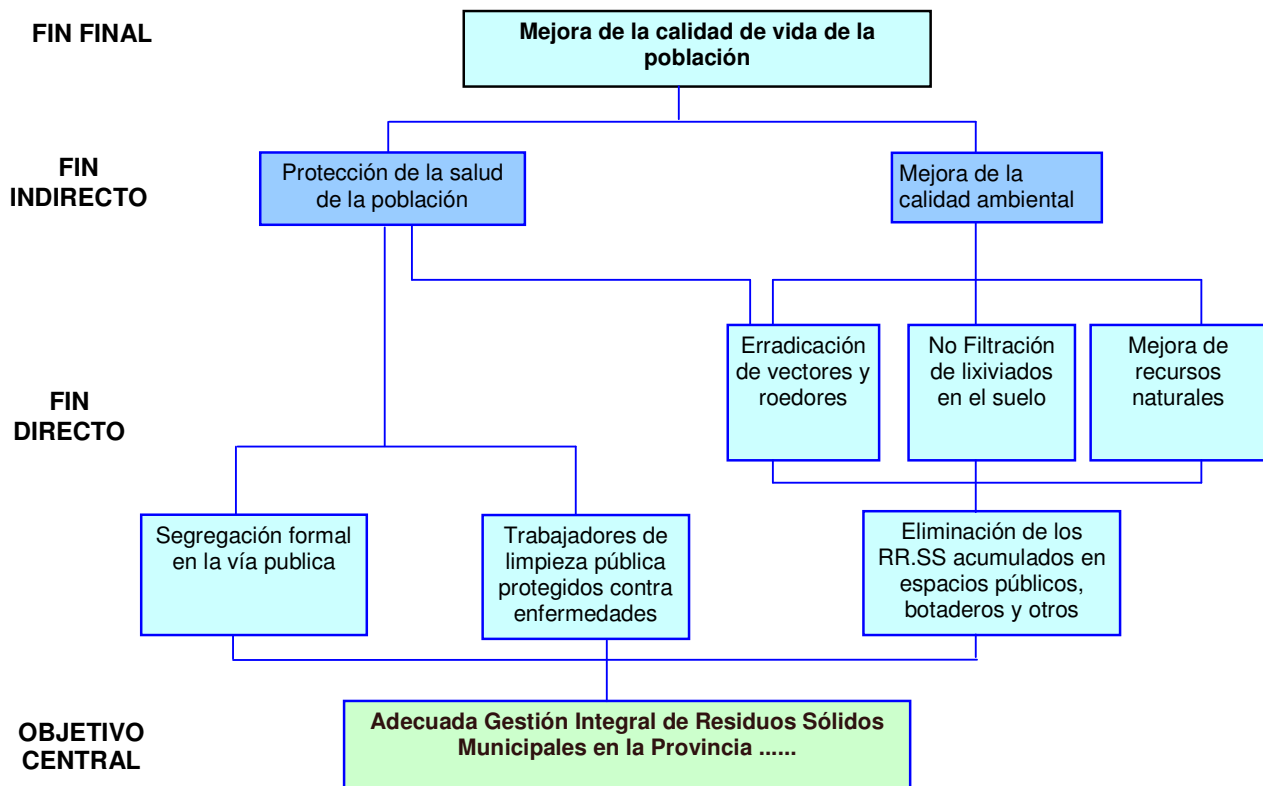 FIN FINAL
Mejora de la calidad de vida de la
población
FIN
INDIRECTO
Protección de la salud
de la población
Mejora de la
calidad ambiental
FIN
DIRECTO
Erradicación
de vectores y
roedores
No Filtración
de lixiviados
en el suelo
Mejora de
recursos
naturales
Segregación formal
en la vía publica
Trabajadores de
limpieza pública
protegidos contra
enfermedades
Eliminación de los
RR.SS acumulados en
espacios públicos,
botaderos y otros
OBJETIVO
CENTRAL
Adecuada Gestión Integral de Residuos Sólidos
Municipales en la Provincia ......